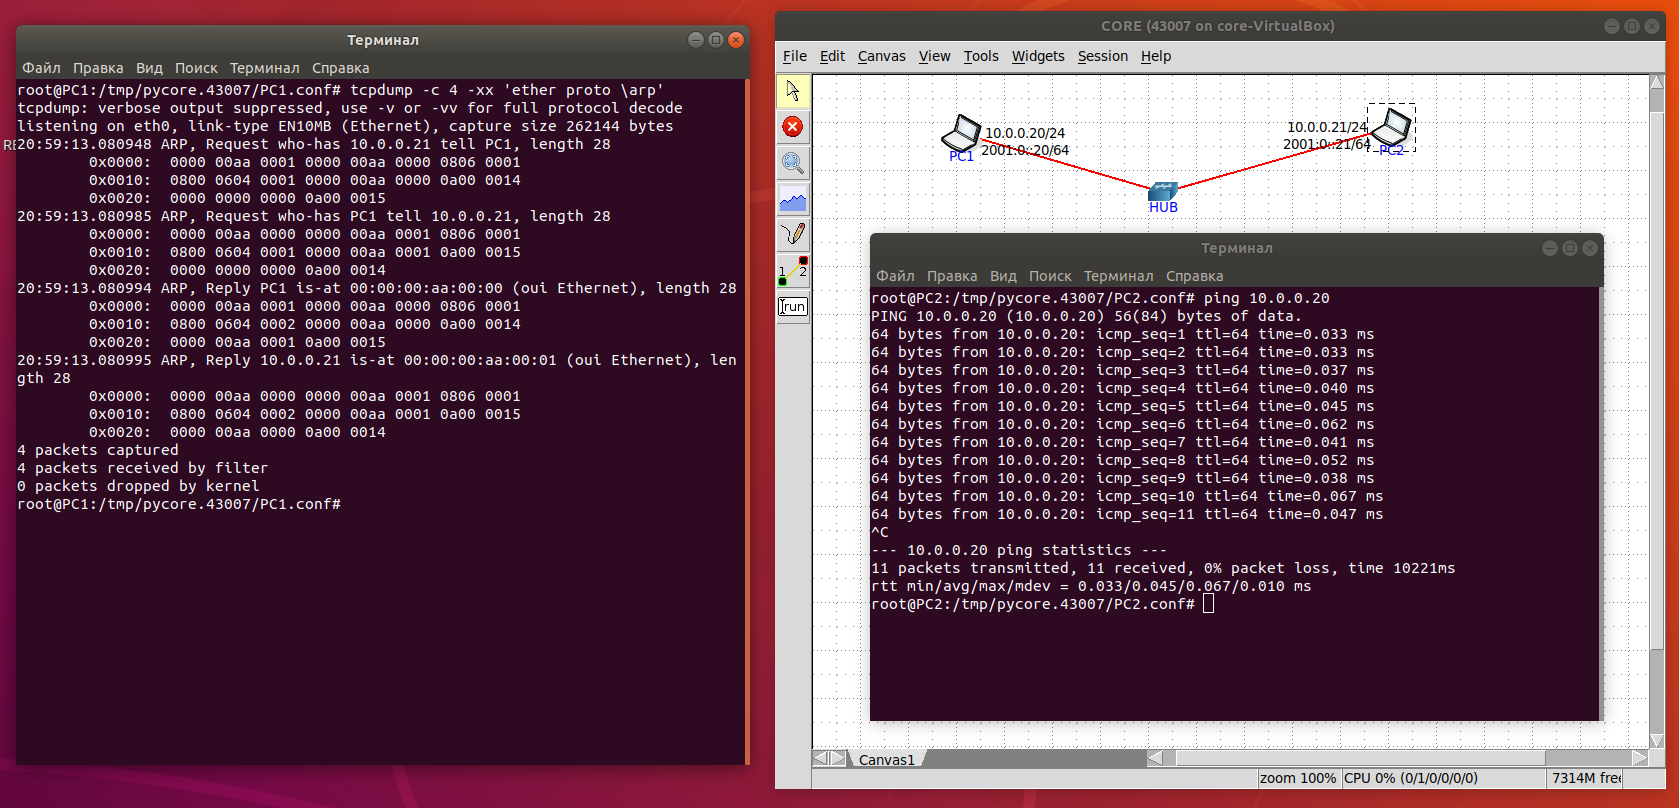 Терминал
Файл Правка Вид Поиск Терминал Справка
root@PC1:/tmp/pycore.43007/PC1.conf# tcpdump -c 4 -xx 'ether proto \arp'
tcpdump: verbose output suppressed, use -v or -vv for full protocol decode
listening on eth0, link-type EN10MB (Ethernet), capture size 262144 bytes
20:59:13.080948 ARP, Request who-has 10.0.0.21 tell PC1, length 28
0x0000:  0000 00aa 0001 0000 00aa 0000 0806 0001
0x0010:  0800 0604 0001 0000 00aa 0000 0a00 0014
0x0020:  0000 0000 0000 0a00 0015
20:59:13.080985 ARP, Request who-has PC1 tell 10.0.0.21, length 28
0x0000:  0000 00aa 0000 0000 00aa 0001 0806 0001
0x0010:  0800 0604 0001 0000 00aa 0001 0a00 0015
0x0020:  0000 0000 0000 0a00 0014
20:59:13.080994 ARP, Reply PC1 is-at 00:00:00:aa:00:00 (oui Ethernet), length 28
0x0000:  0000 00aa 0001 0000 00aa 0000 0806 0001
0x0010:  0800 0604 0002 0000 00aa 0000 0a00 0014
0x0020:  0000 00aa 0001 0a00 0015
20:59:13.080995 ARP, Reply 10.0.0.21 is-at 00:00:00:aa:00:01 (oui Ethernet), len
gth 28
0x0000:  0000 00aa 0000 0000 00aa 0001 0806 0001
0x0010:  0800 0604 0002 0000 00aa 0001 0a00 0015
0x0020:  0000 00aa 0000 0a00 0014
4 packets captured
4 packets received by filter
0 packets dropped by kernel
root@PC1:/tmp/pycore.43007/PC1.conf#
CORE (43007 on core-VirtualBox)
File Edit Canvas View Tools Widgets Session Help
1 2
run
10.0.0.20/24
2001:0::20/64
PC1
10.0.0.21/24
2001:0::21/64
PC2
HUB
Терминал
Файл Правка Вид Поиск Терминал Справка
root@PC2:/tmp/pycore.43007/PC2.conf# ping 10.0.0.20
PING 10.0.0.20 (10.0.0.20) 56(84) bytes of data.
64 bytes from 10.0.0.20: icmp_seq=1 ttl=64 time=0.033 ms
64 bytes from 10.0.0.20: icmp_seq=2 ttl=64 time=0.033 ms
64 bytes from 10.0.0.20: icmp_seq=3 ttl=64 time=0.037 ms
64 bytes from 10.0.0.20: icmp_seq=4 ttl=64 time=0.040 ms
64 bytes from 10.0.0.20: icmp_seq=5 ttl=64 time=0.045 ms
64 bytes from 10.0.0.20: icmp_seq=6 ttl=64 time=0.062 ms
64 bytes from 10.0.0.20: icmp_seq=7 ttl=64 time=0.041 ms
64 bytes from 10.0.0.20: icmp_seq=8 ttl=64 time=0.052 ms
64 bytes from 10.0.0.20: icmp_seq=9 ttl=64 time=0.038 ms
64 bytes from 10.0.0.20: icmp_seq=10 ttl=64 time=0.067 ms
64 bytes from 10.0.0.20: icmp_seq=11 ttl=64 time=0.047 ms
^C
--- 10.0.0.20 ping statistics ---
11 packets transmitted, 11 received, 0% packet loss, time 10221ms
rtt min/avg/max/mdev = 0.033/0.045/0.067/0.010 ms
root@PC2:/tmp/pycore.43007/PC2.conf#
Canvas1
zoom 100% CPU 0% (0/1/0/0/0/0) 7314M